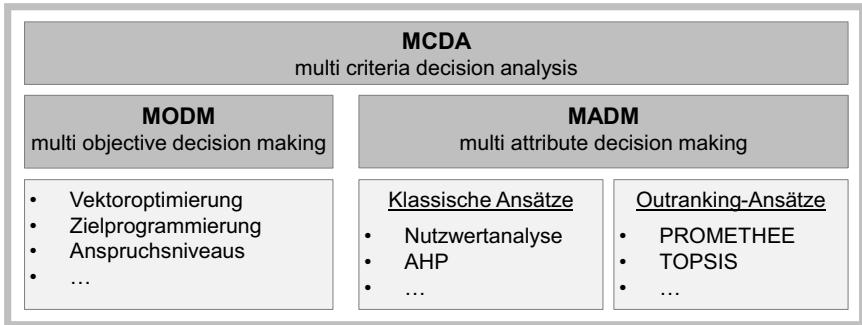 MCDA
multi criteria decision analysis
MODM
multi objective decision making
MADM
multi attribute decision making
• Vektoroptimierung
• Zielprogrammierung
• Anspruchsniveaus
• …
Klassische Ansätze
• Nutzwertanalyse
• AHP
• …
Outranking-Ansätze
• PROMETHEE
• TOPSIS
• …